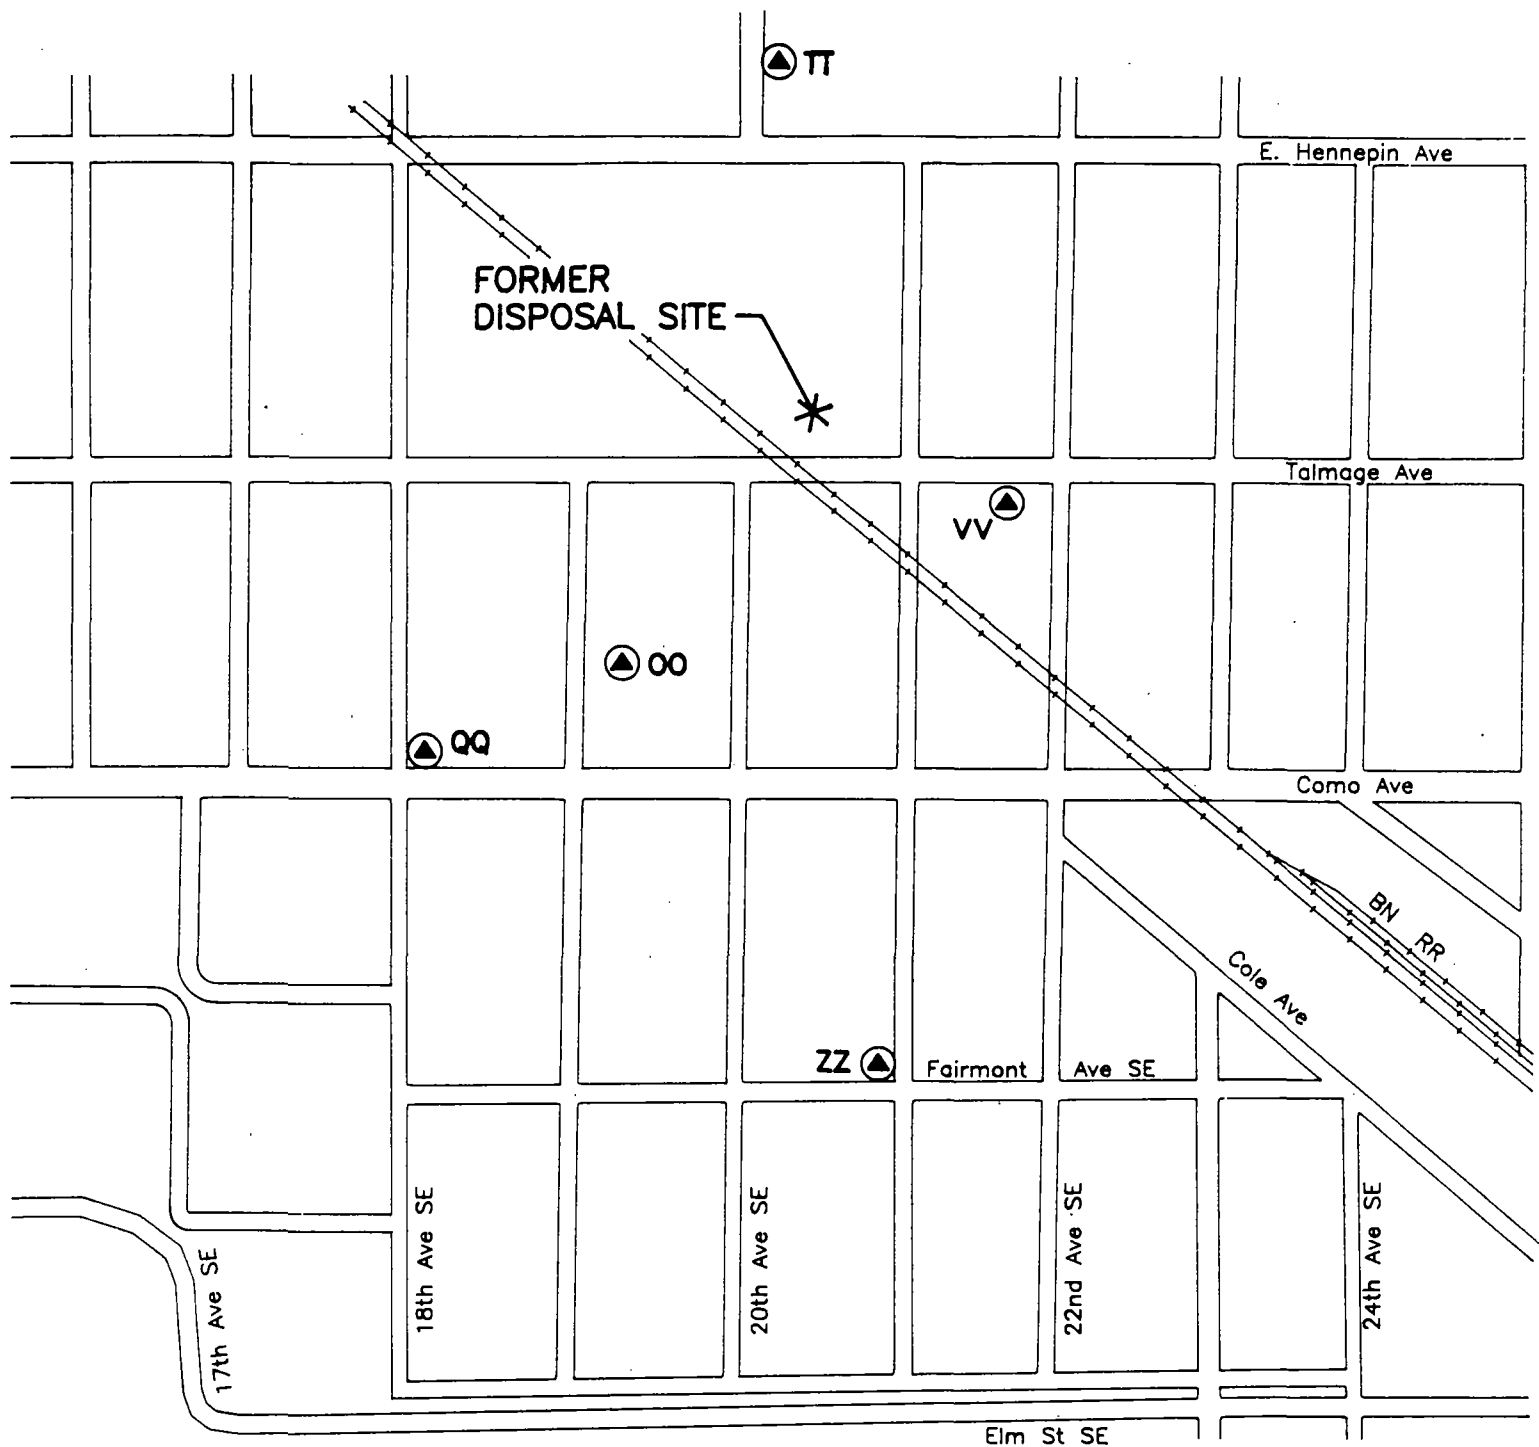 TT
E. Hennepin Ave
FORMER
DISPOSAL SITE
Talmage Ave
VV
OO
QQ
Como Ave
BN RR
Cole Ave
ZZ
Fairmont Ave SE
18th Ave SE
20th Ave SE
22nd Ave SE
24th Ave SE
17th Ave SE
Elm St SE